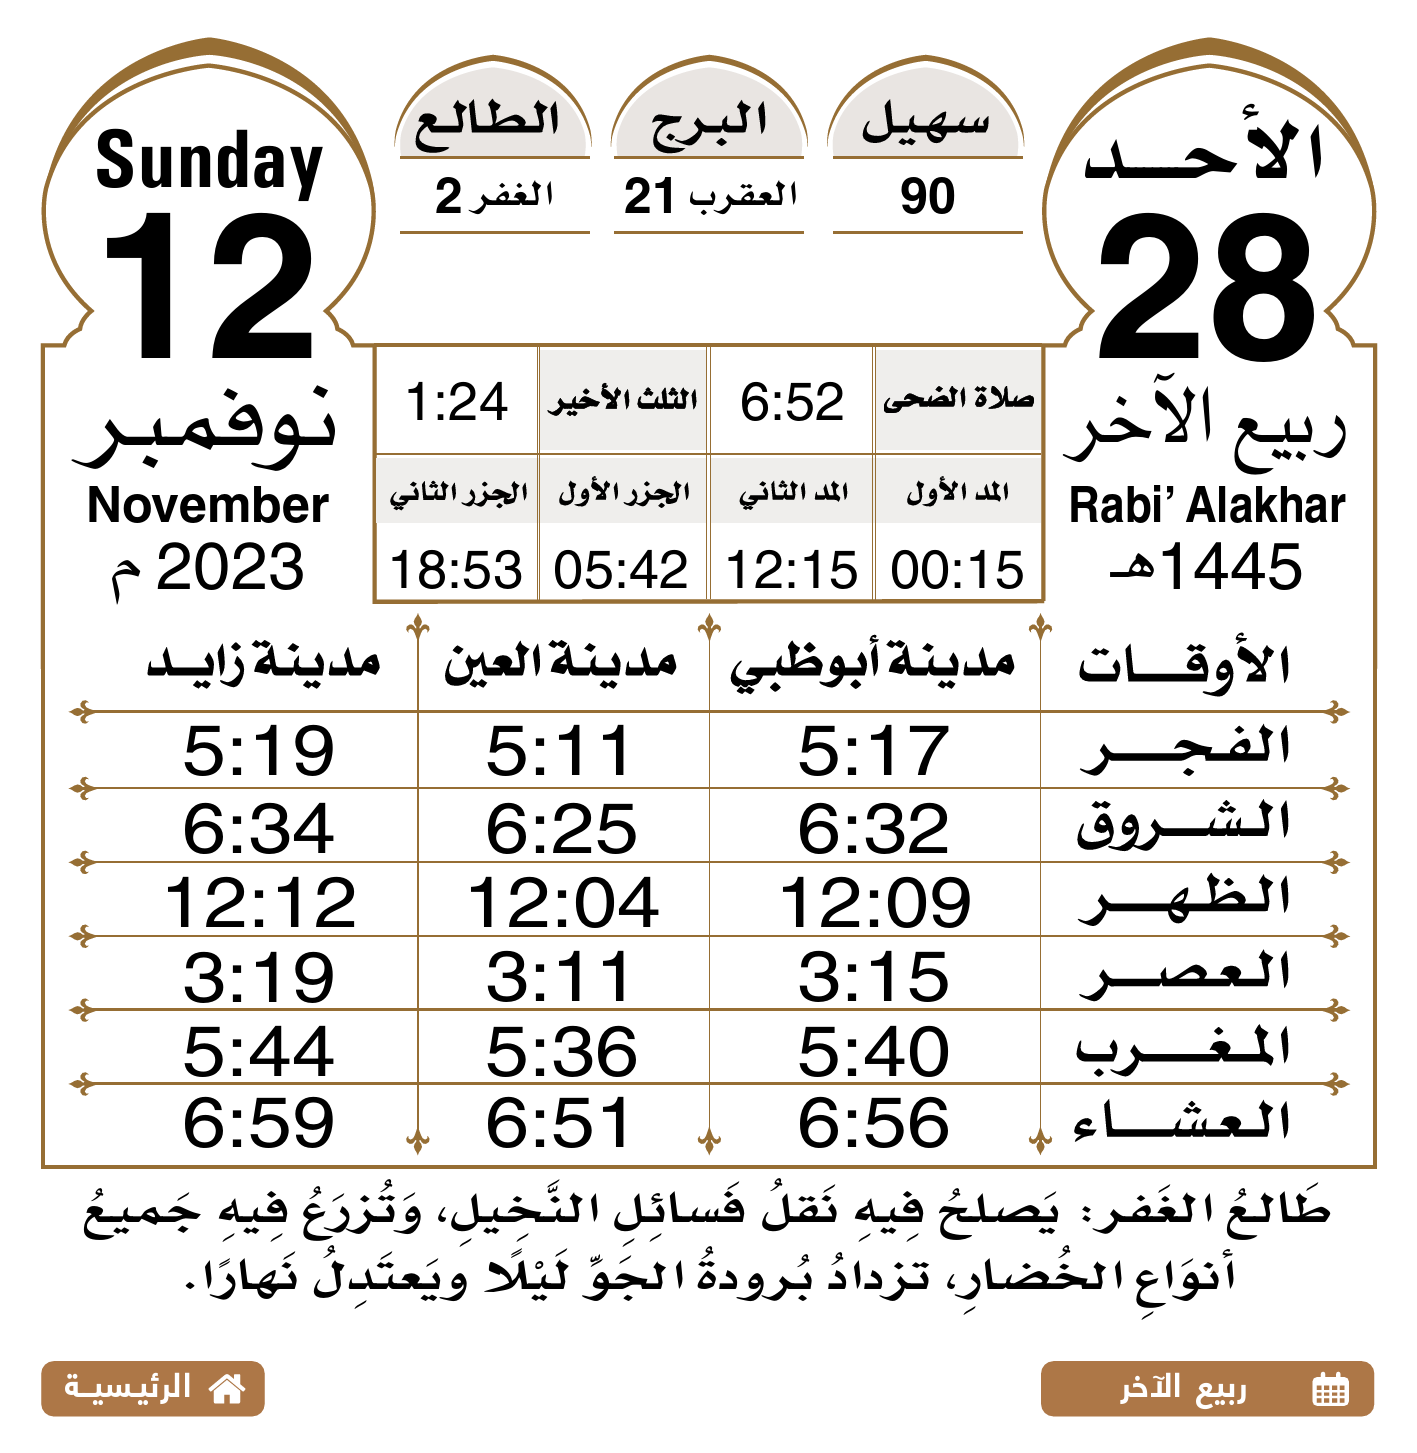 الأحد
28
ربيع الآخر
Rabi’ Alakhar
1445هـ
سهيل
90
البرج
العقرب 21
الطالع
الغفر 2
Sunday
12
نوفمبر
November
2023 م
صلاة الضحى 6:52 الثلث الأخير 1:24
المد الأول المد الثاني الجزر الأول الجزر الثاني
00:15 12:15 05:42 18:53
الأوقات مدينة أبوظبي مدينة العين مدينة زايد
الفجر 5:17 5:11 5:19
الشروق 6:32 6:25 6:34
الظهر 12:09 12:04 12:12
العصر 3:15 3:11 3:19
المغرب 5:40 5:36 5:44
العشاء 6:56 6:51 6:59
طَالعُ الغَفر: يَصلحُ فِيهِ نَقلُ فَسائِلِ النَّخِيلِ، وَتُزرَعُ فِيهِ جَميعُ
أنوَاعِ الخُضارِ، تزدادُ بُرودةُ الجَوِّ لَيْلًا ويَعتَدِلُ نَهارًا.
ربيع الآخر
الرئيسية